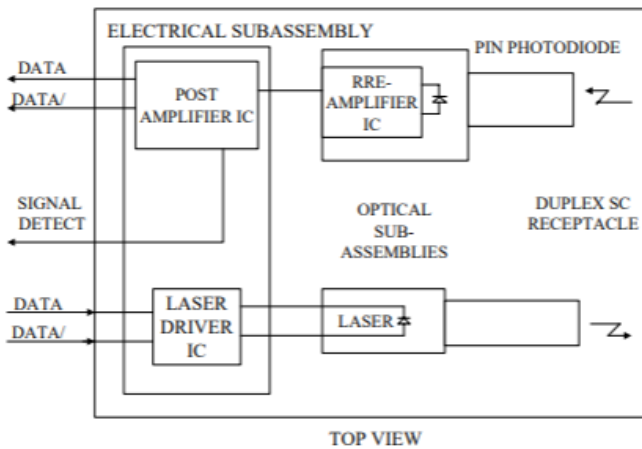 ELECTRICAL SUBASSEMBLY
PIN PHOTODIODE
DATA
DATA/
POST
AMPLIFIER IC
RRE-
AMPLIFIER
IC
SIGNAL
DETECT
OPTICAL
SUB-
ASSEMBLIES
DUPLEX SC
RECEPTACLE
DATA
DATA/
LASER
DRIVER
IC
LASER
TOP VIEW